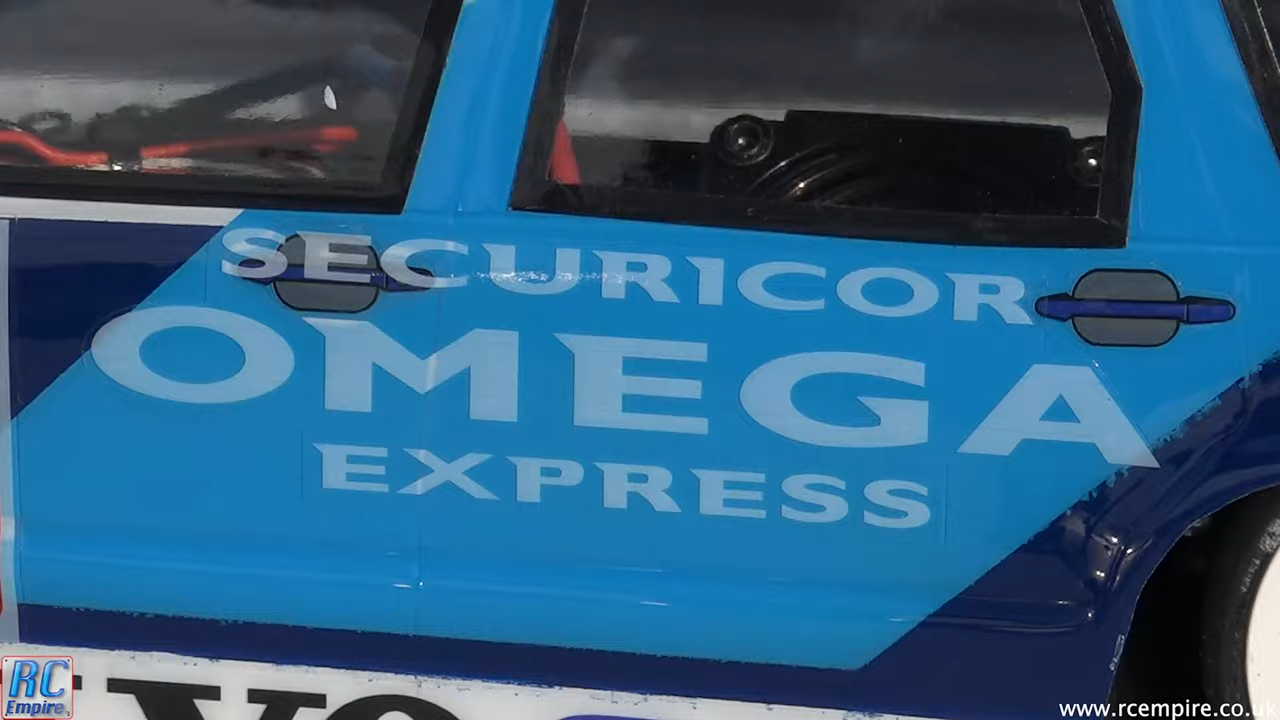 SECURICOR
OMEGA
EXPRESS
RC
Empire
www.rcempire.co.uk